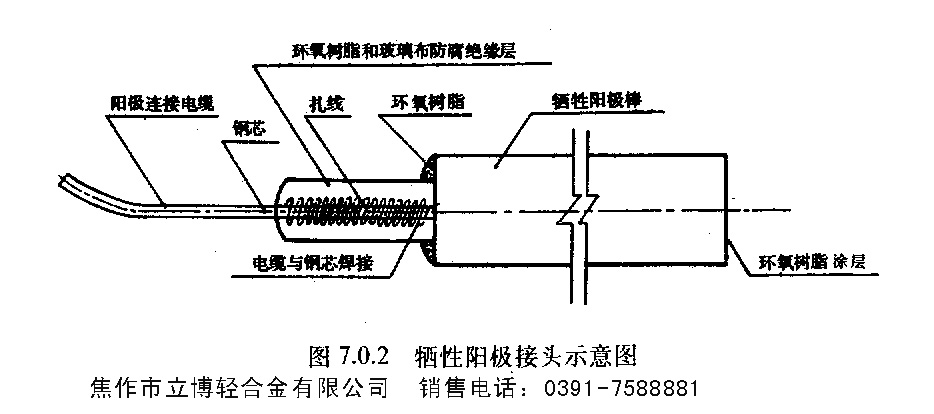 环氧树脂和玻璃布防腐绝缘层
阳极连接电缆
扎线
环氧树脂
牺牲阳极棒
钢芯
电缆与钢芯焊接
环氧树脂涂层
图 7.0.2 牺牲阳极接头示意图
焦作市立博轻合金有限公司 销售电话：0391-7588881